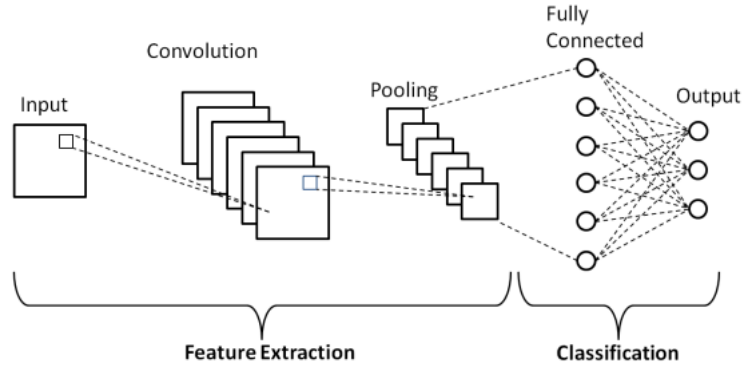 Input
Convolution
Pooling
Fully
Connected
Output
Feature Extraction
Classification